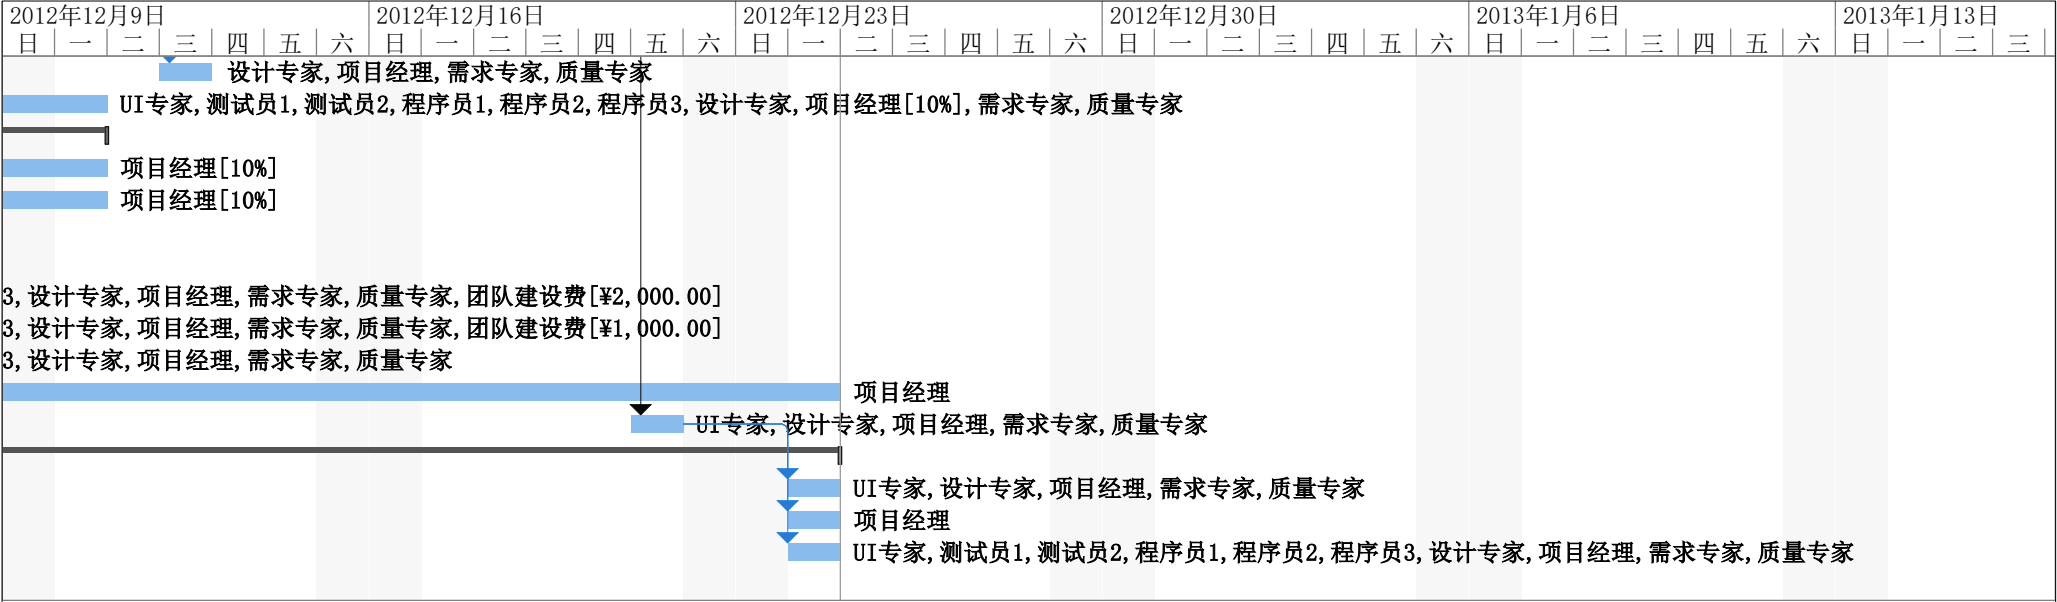 2012年12月9日 2012年12月16日 2012年12月23日 2012年12月30日 2013年1月6日 2013年1月13日
日 一 二 三 四 五 六 日 一 二 三 四 五 六 日 一 二 三 四 五 六 日 一 二 三 四 五 六 日 一 二 三 四 五 六 日 一 二 三
设计专家,项目经理,需求专家,质量专家
UI专家,测试员1,测试员2,程序员1,程序员2,程序员3,设计专家,项目经理[10%],需求专家,质量专家
项目经理[10%]
项目经理[10%]
3,设计专家,项目经理,需求专家,质量专家,团队建设费[¥2,000.00]
3,设计专家,项目经理,需求专家,质量专家,团队建设费[¥1,000.00]
3,设计专家,项目经理,需求专家,质量专家
项目经理
UI专家,设计专家,项目经理,需求专家,质量专家
UI专家,设计专家,项目经理,需求专家,质量专家
项目经理
UI专家,测试员1,测试员2,程序员1,程序员2,程序员3,设计专家,项目经理,需求专家,质量专家